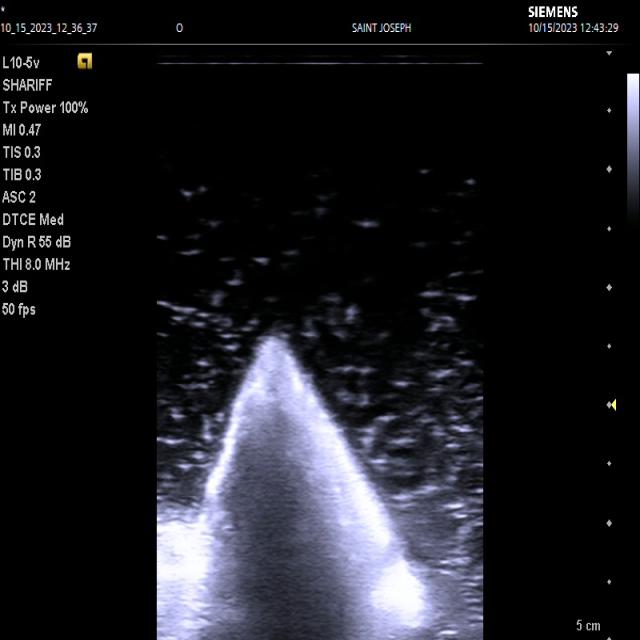 *
SIEMENS
10_15_2023_12_36_37 O SAINT JOSEPH 10/15/2023 12:43:29
L10-5v
SHARIFF
Tx Power 100%
MI 0.47
TIS 0.3
TIB 0.3
ASC 2
DTCE Med
Dyn R 55 dB
THI 8.0 MHz
3 dB
50 fps
5 cm